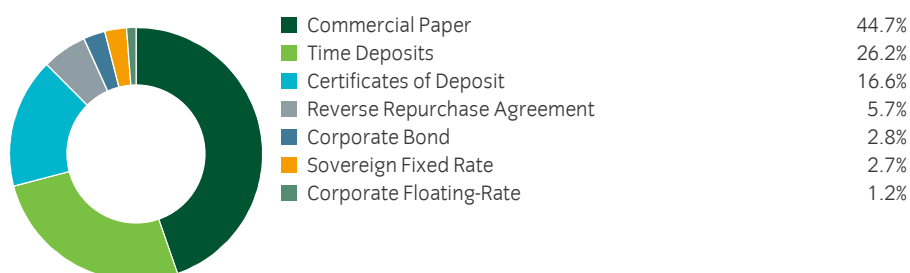 Commercial Paper 44.7%
Time Deposits 26.2%
Certificates of Deposit 16.6%
Reverse Repurchase Agreement 5.7%
Corporate Bond 2.8%
Sovereign Fixed Rate 2.7%
Corporate Floating-Rate 1.2%